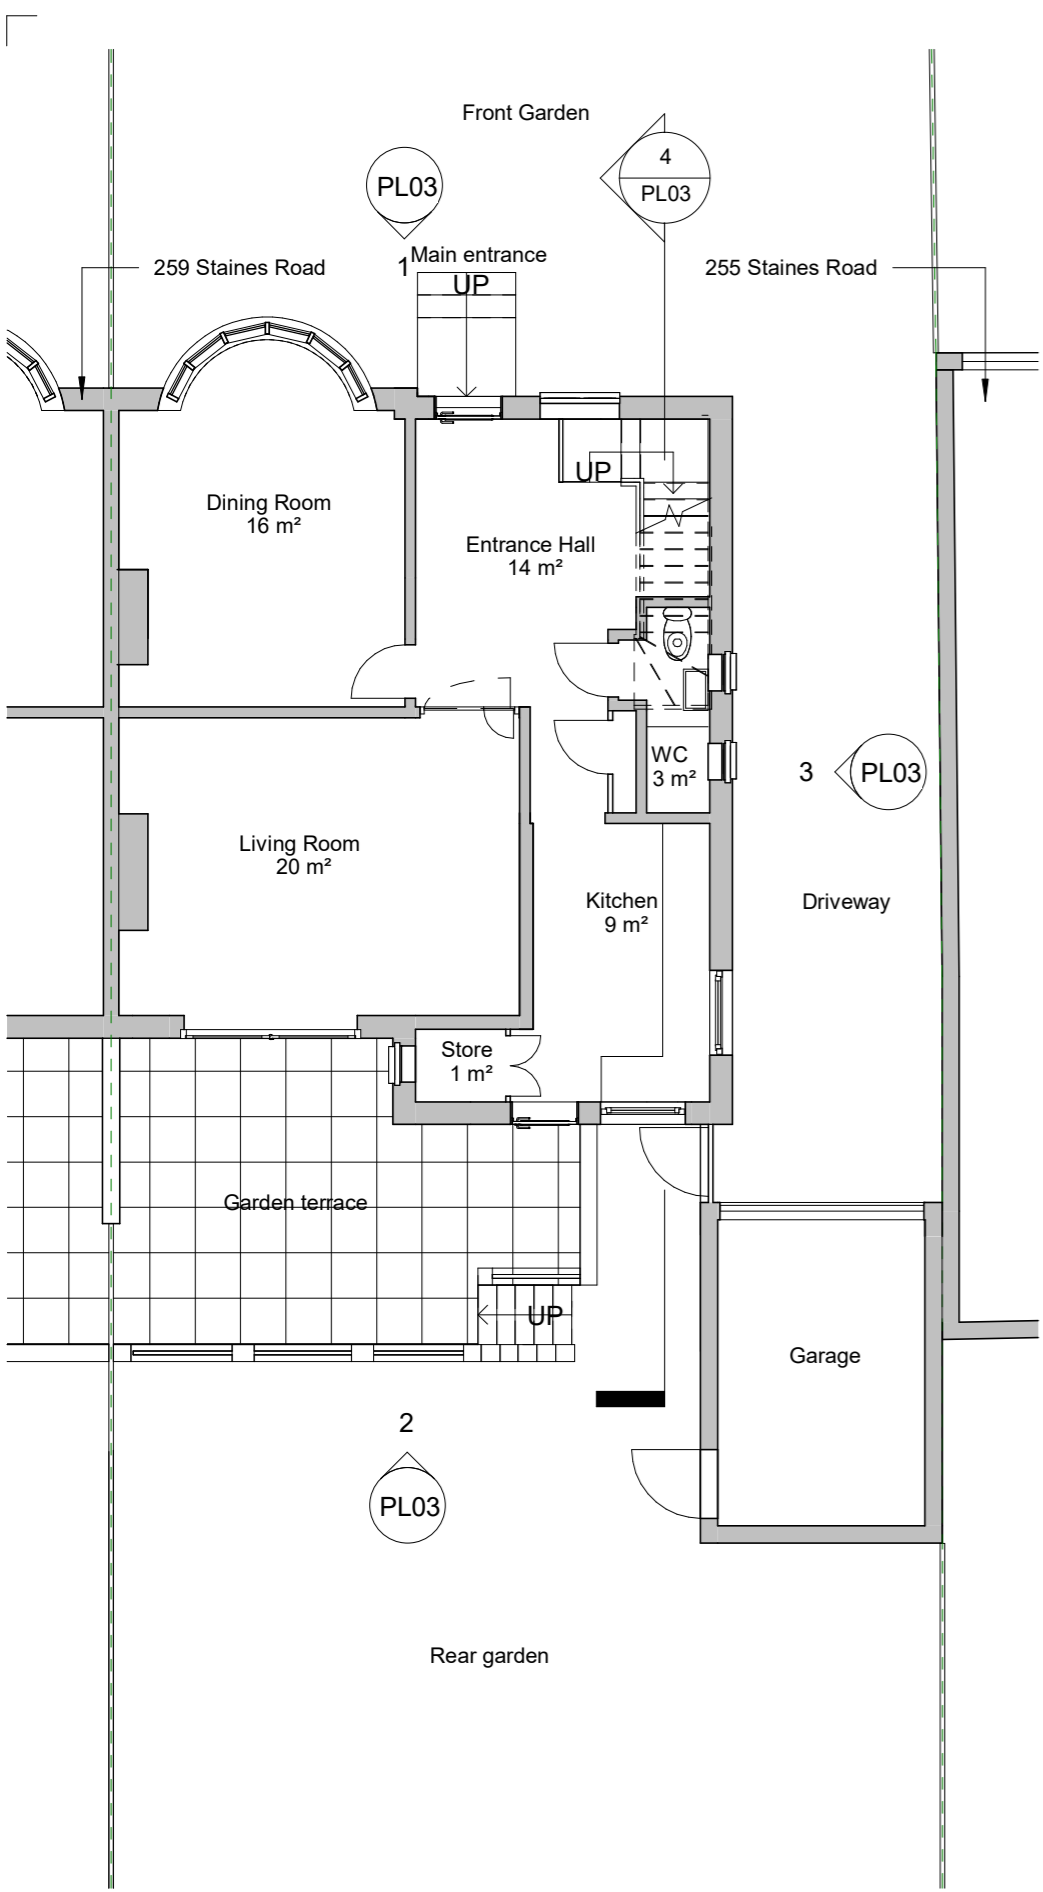 Front Garden
4
PL03
PL03
1
Main entrance
UP
259 Staines Road
255 Staines Road
UP
Dining Room
16 m²
Entrance Hall
14 m²
WC
3 m²
3
PL03
Living Room
20 m²
Kitchen
9 m²
Driveway
Store
1 m²
Garden terrace
UP
Garage
2
PL03
Rear garden